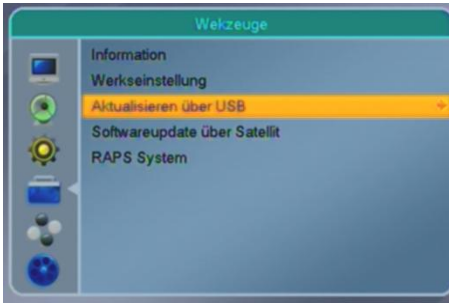 Wekzeuge
Information
Werkseinstellung
Aktualisieren über USB
Softwareupdate über Satellit
RAPS System